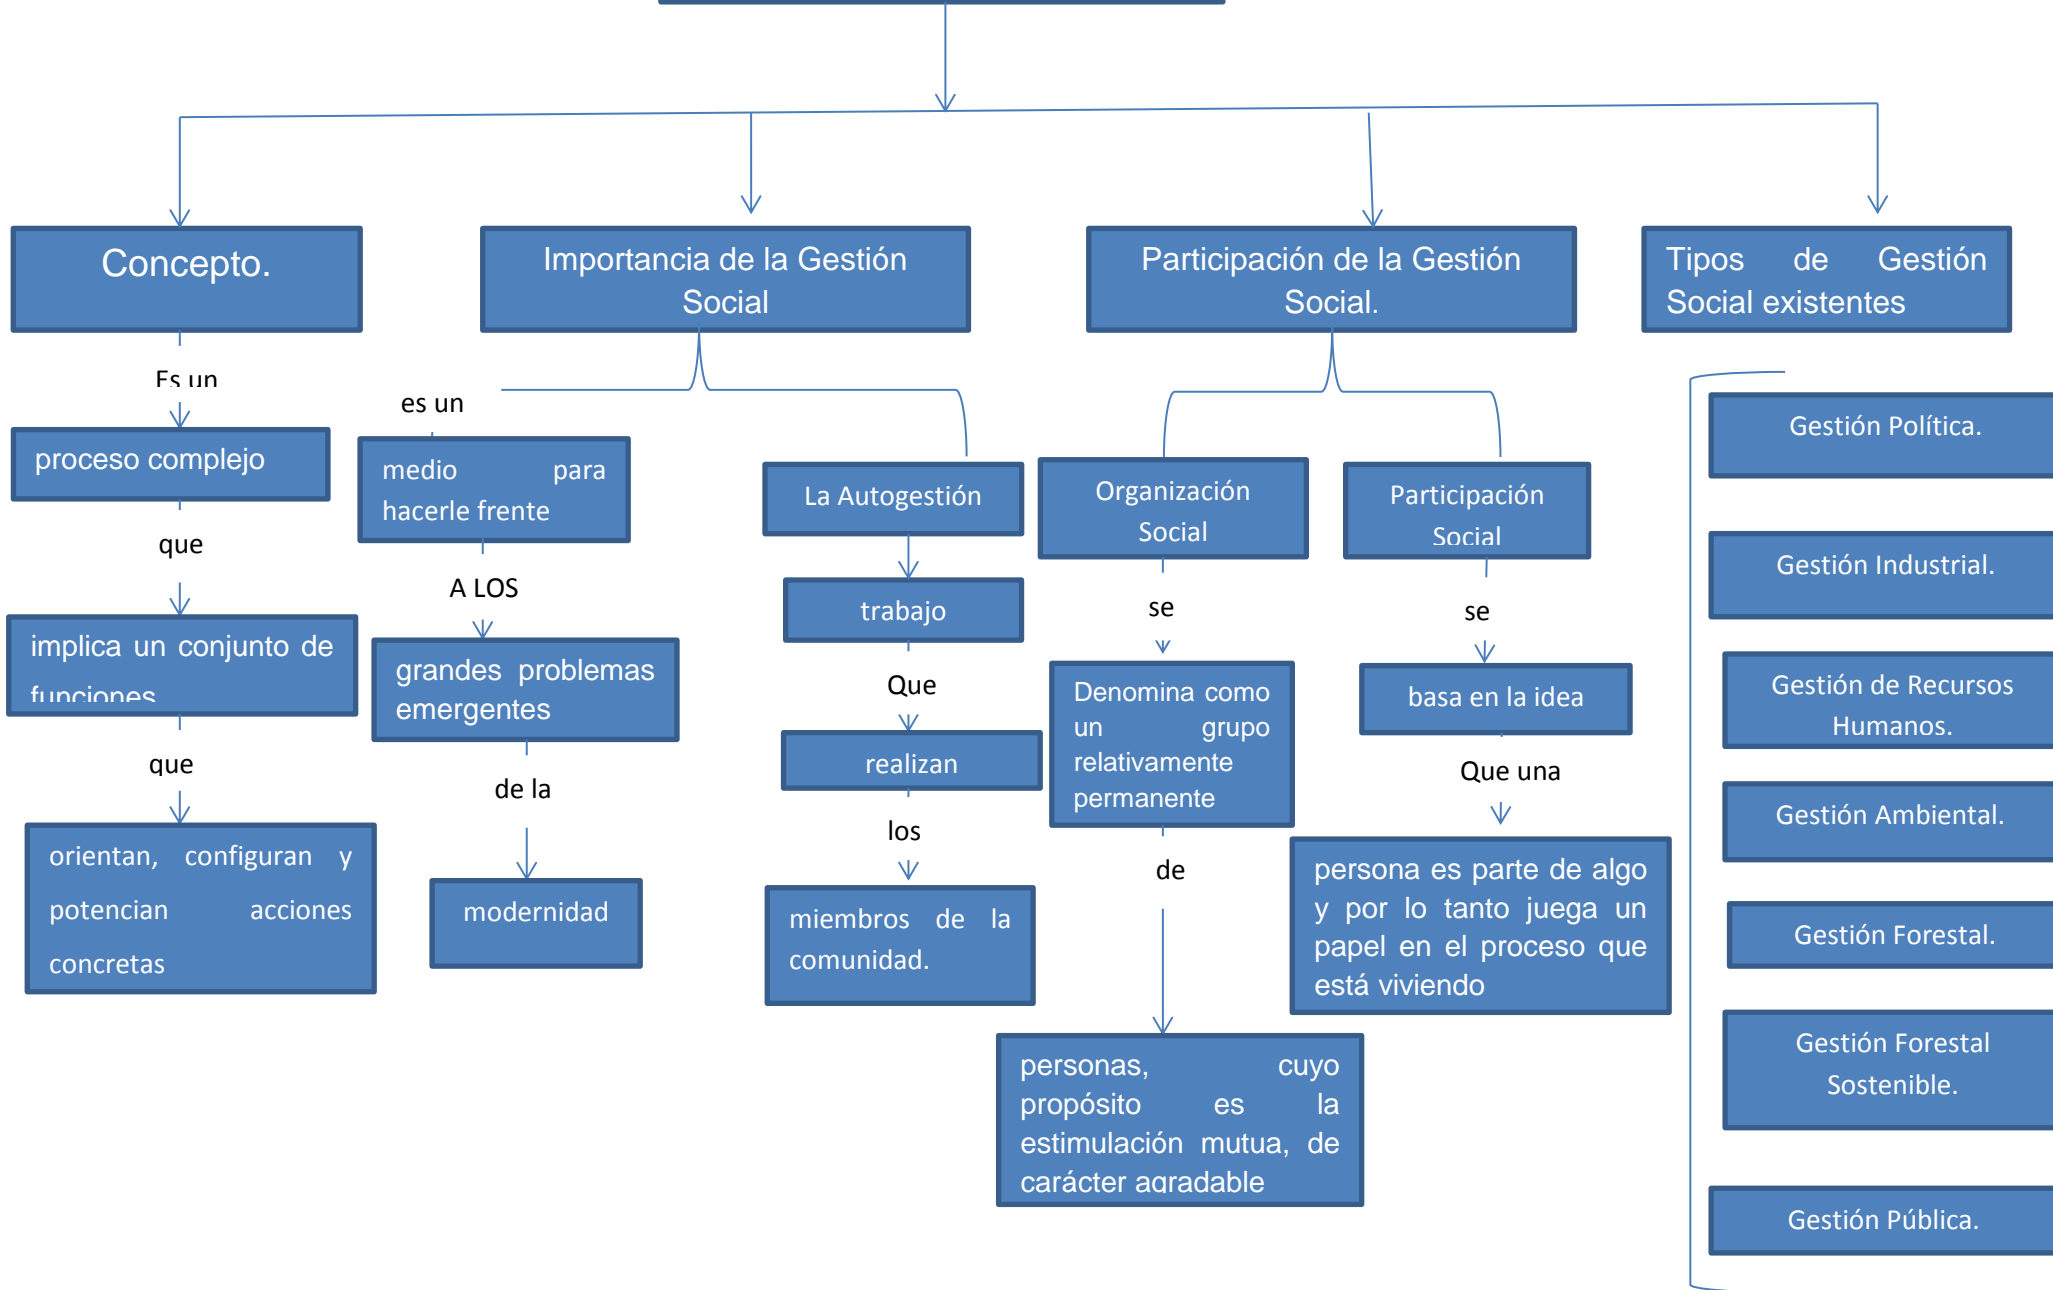 Concepto.
Es un
proceso complejo
que
implica un conjunto de
funciones
que
orientan, configuran y
potencian acciones
concretas
Importancia de la Gestión
Social
es un
medio para
hacerle frente
A LOS
grandes problemas
emergentes
de la
modernidad
La Autogestión
trabajo
Que
realizan
los
miembros de la
comunidad.
Participación de la Gestión
Social.
Organización
Social
se
Denomina como
un grupo
relativamente
permanente
de
personas, cuyo
propósito es la
estimulación mutua, de
carácter agradable
Participación
Social
se
basa en la idea
Que una
persona es parte de algo
y por lo tanto juega un
papel en el proceso que
está viviendo
Tipos de Gestión
Social existentes
Gestión Política.
Gestión Industrial.
Gestión de Recursos
Humanos.
Gestión Ambiental.
Gestión Forestal.
Gestión Forestal
Sostenible.
Gestión Pública.